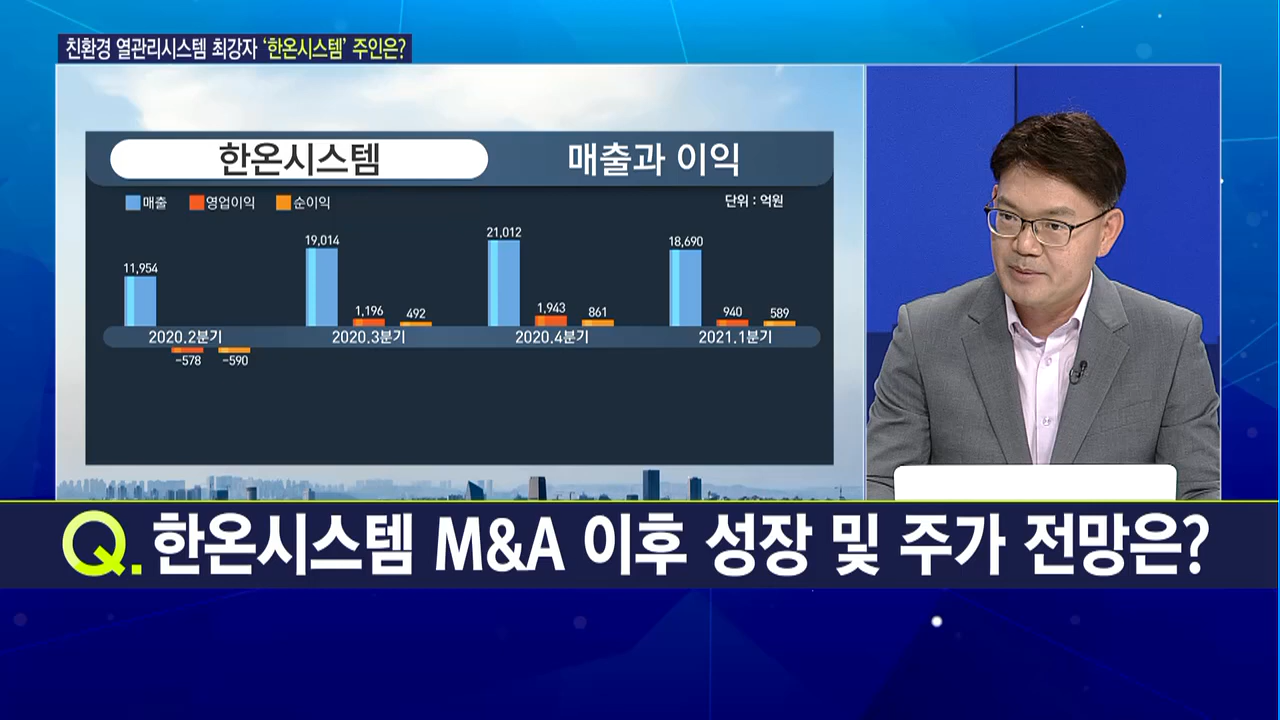 친환경 열관리시스템 최강자 '한온시스템' 주인은?
한온시스템 매출과 이익
매출 영업이익 순이익 단위 : 억원
11,954 19,014 1,196 492 21,012 1,943 861 18,690 940 589
2020.2분기 2020.3분기 2020.4분기 2021.1분기
-578 -590
Q. 한온시스템 M&A 이후 성장 및 주가 전망은?